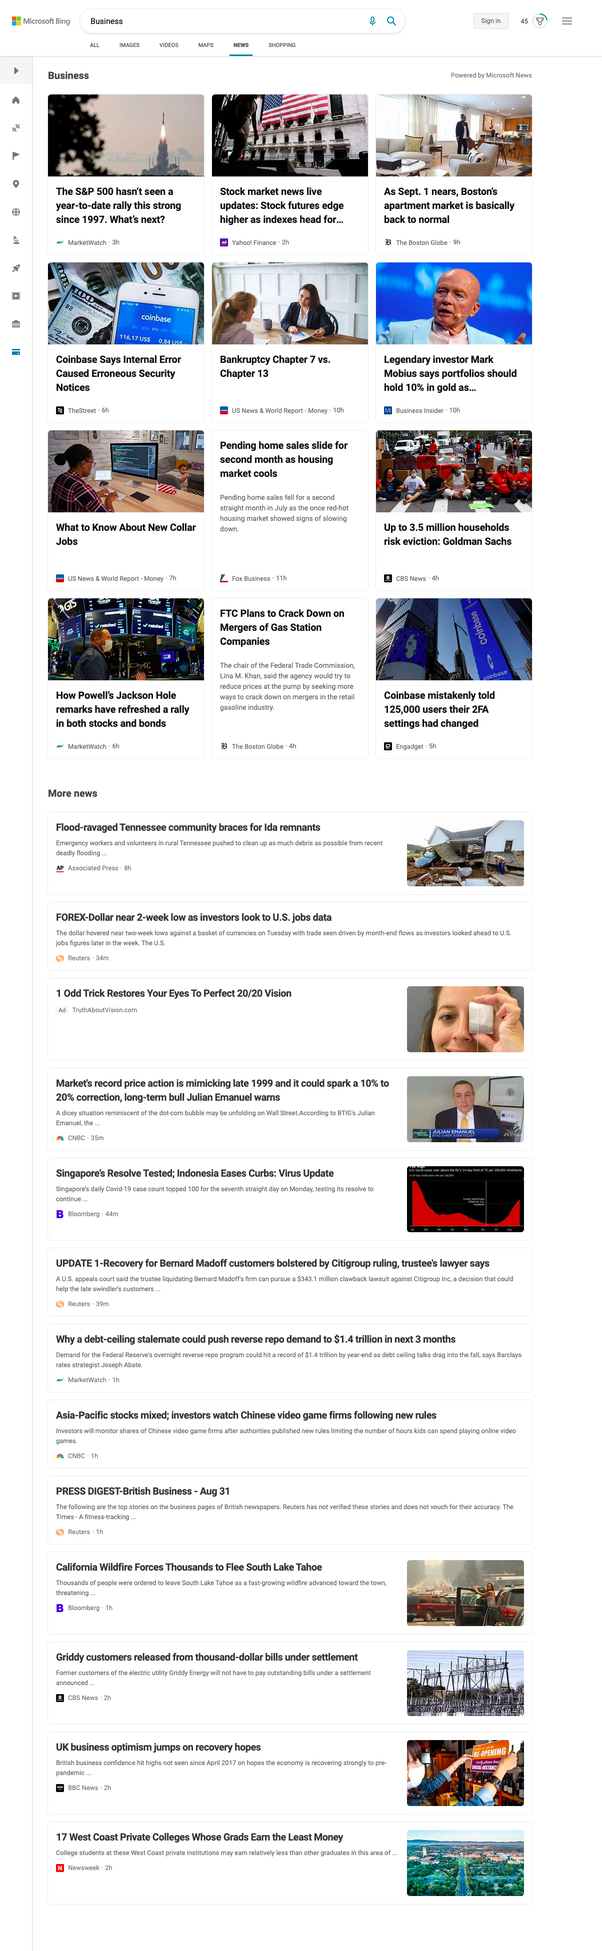 Microsoft Bing
Business
Sign in
45
ALL
IMAGES
VIDEOS
MAPS
NEWS
SHOPPING
Business
Powered by Microsoft News
The S&P 500 hasn't seen a
year-to-date rally this strong
since 1997. What's next?
MarketWatch · 3h
Stock market news live
updates: Stock futures edge
higher as indexes head for...
Yahoo! Finance · 2h
As Sept. 1 nears, Boston's
apartment market is basically
back to normal
The Boston Globe · 9h
coinbase
116,17 US$
0,84 US$
Coinbase Says Internal Error
Caused Erroneous Security
Notices
TheStreet · 6h
Bankruptcy Chapter 7 vs.
Chapter 13
US News & World Report - Money · 10h
Legendary investor Mark
Mobius says portfolios should
hold 10% in gold as...
Business Insider · 10h
What to Know About New Collar
Jobs
US News & World Report - Money · 7h
Pending home sales slide for
second month as housing
market cools
Pending home sales fell for a second
straight month in July as the once red-hot
housing market showed signs of slowing
down.
Fox Business · 11h
Up to 3.5 million households
risk eviction: Goldman Sachs
CBS News · 4h
How Powell's Jackson Hole
remarks have refreshed a rally
in both stocks and bonds
MarketWatch · 6h
FTC Plans to Crack Down on
Mergers of Gas Station
Companies
The chair of the Federal Trade Commission,
Lina M. Khan, said the agency would try to
reduce prices at the pump by seeking more
ways to crack down on mergers in the retail
gasoline industry.
The Boston Globe · 4h
coinbase
Coinbase mistakenly told
125,000 users their 2FA
settings had changed
Engadget · 5h
More news
Flood-ravaged Tennessee community braces for Ida remnants
Emergency workers and volunteers in rural Tennessee pushed to clean up as much debris as possible from recent
deadly flooding ...
AP Associated Press · 8h
FOREX-Dollar near 2-week low as investors look to U.S. jobs data
The dollar hovered near two-week lows against a basket of currencies on Tuesday with trade seen driven by month-end flows as investors looked ahead to U.S.
jobs figures later in the week. The U.S.
Reuters · 34m
1 Odd Trick Restores Your Eyes To Perfect 20/20 Vision
Ad TruthAboutVision.com
Market's record price action is mimicking late 1999 and it could spark a 10% to
20% correction, long-term bull Julian Emanuel warns
A dicey situation reminiscent of the dot-com bubble may be unfolding on Wall Street.According to BTIG's Julian
Emanuel, the ...
CNBC · 35m
JULIAN EMANUEL
Singapore's Resolve Tested; Indonesia Eases Curbs: Virus Update
Singapore's daily Covid-19 case count topped 100 for the seventh straight day on Monday, testing its resolve to
continue ...
B Bloomberg · 44m
UPDATE 1-Recovery for Bernard Madoff customers bolstered by Citigroup ruling, trustee's lawyer says
A U.S. appeals court said the trustee liquidating Bernard Madoff's firm can pursue a $343.1 million clawback lawsuit against Citigroup Inc, a decision that could
help the late swindler's customers ...
Reuters · 39m
Why a debt-ceiling stalemate could push reverse repo demand to $1.4 trillion in next 3 months
Demand for the Federal Reserve's overnight reverse repo program could hit a record of $1.4 trillion by year-end as debt ceiling talks drag into the fall, says Barclays
rates strategist Joseph Abate.
MarketWatch · 1h
Asia-Pacific stocks mixed; investors watch Chinese video game firms following new rules
Investors will monitor shares of Chinese video game firms after authorities published new rules limiting the number of hours kids can spend playing online video
games.
CNBC · 1h
PRESS DIGEST-British Business - Aug 31
The following are the top stories on the business pages of British newspapers. Reuters has not verified these stories and does not vouch for their accuracy. The
Times - A fitness-tracking ...
Reuters · 1h
California Wildfire Forces Thousands to Flee South Lake Tahoe
Thousands of people were ordered to leave South Lake Tahoe as a fast-growing wildfire advanced toward the town,
threatening ...
B Bloomberg · 1h
Griddy customers released from thousand-dollar bills under settlement
Former customers of the electric utility Griddy Energy will not have to pay outstanding bills under a settlement
announced ...
CBS News · 2h
UK business optimism jumps on recovery hopes
British business confidence hit highs not seen since April 2017 on hopes the economy is recovering strongly to pre-
pandemic ...
BBC News · 2h
RE-OPENING
17 West Coast Private Colleges Whose Grads Earn the Least Money
College students at these West Coast private institutions may earn relatively less than other graduates in this area of ...
N Newsweek · 2h